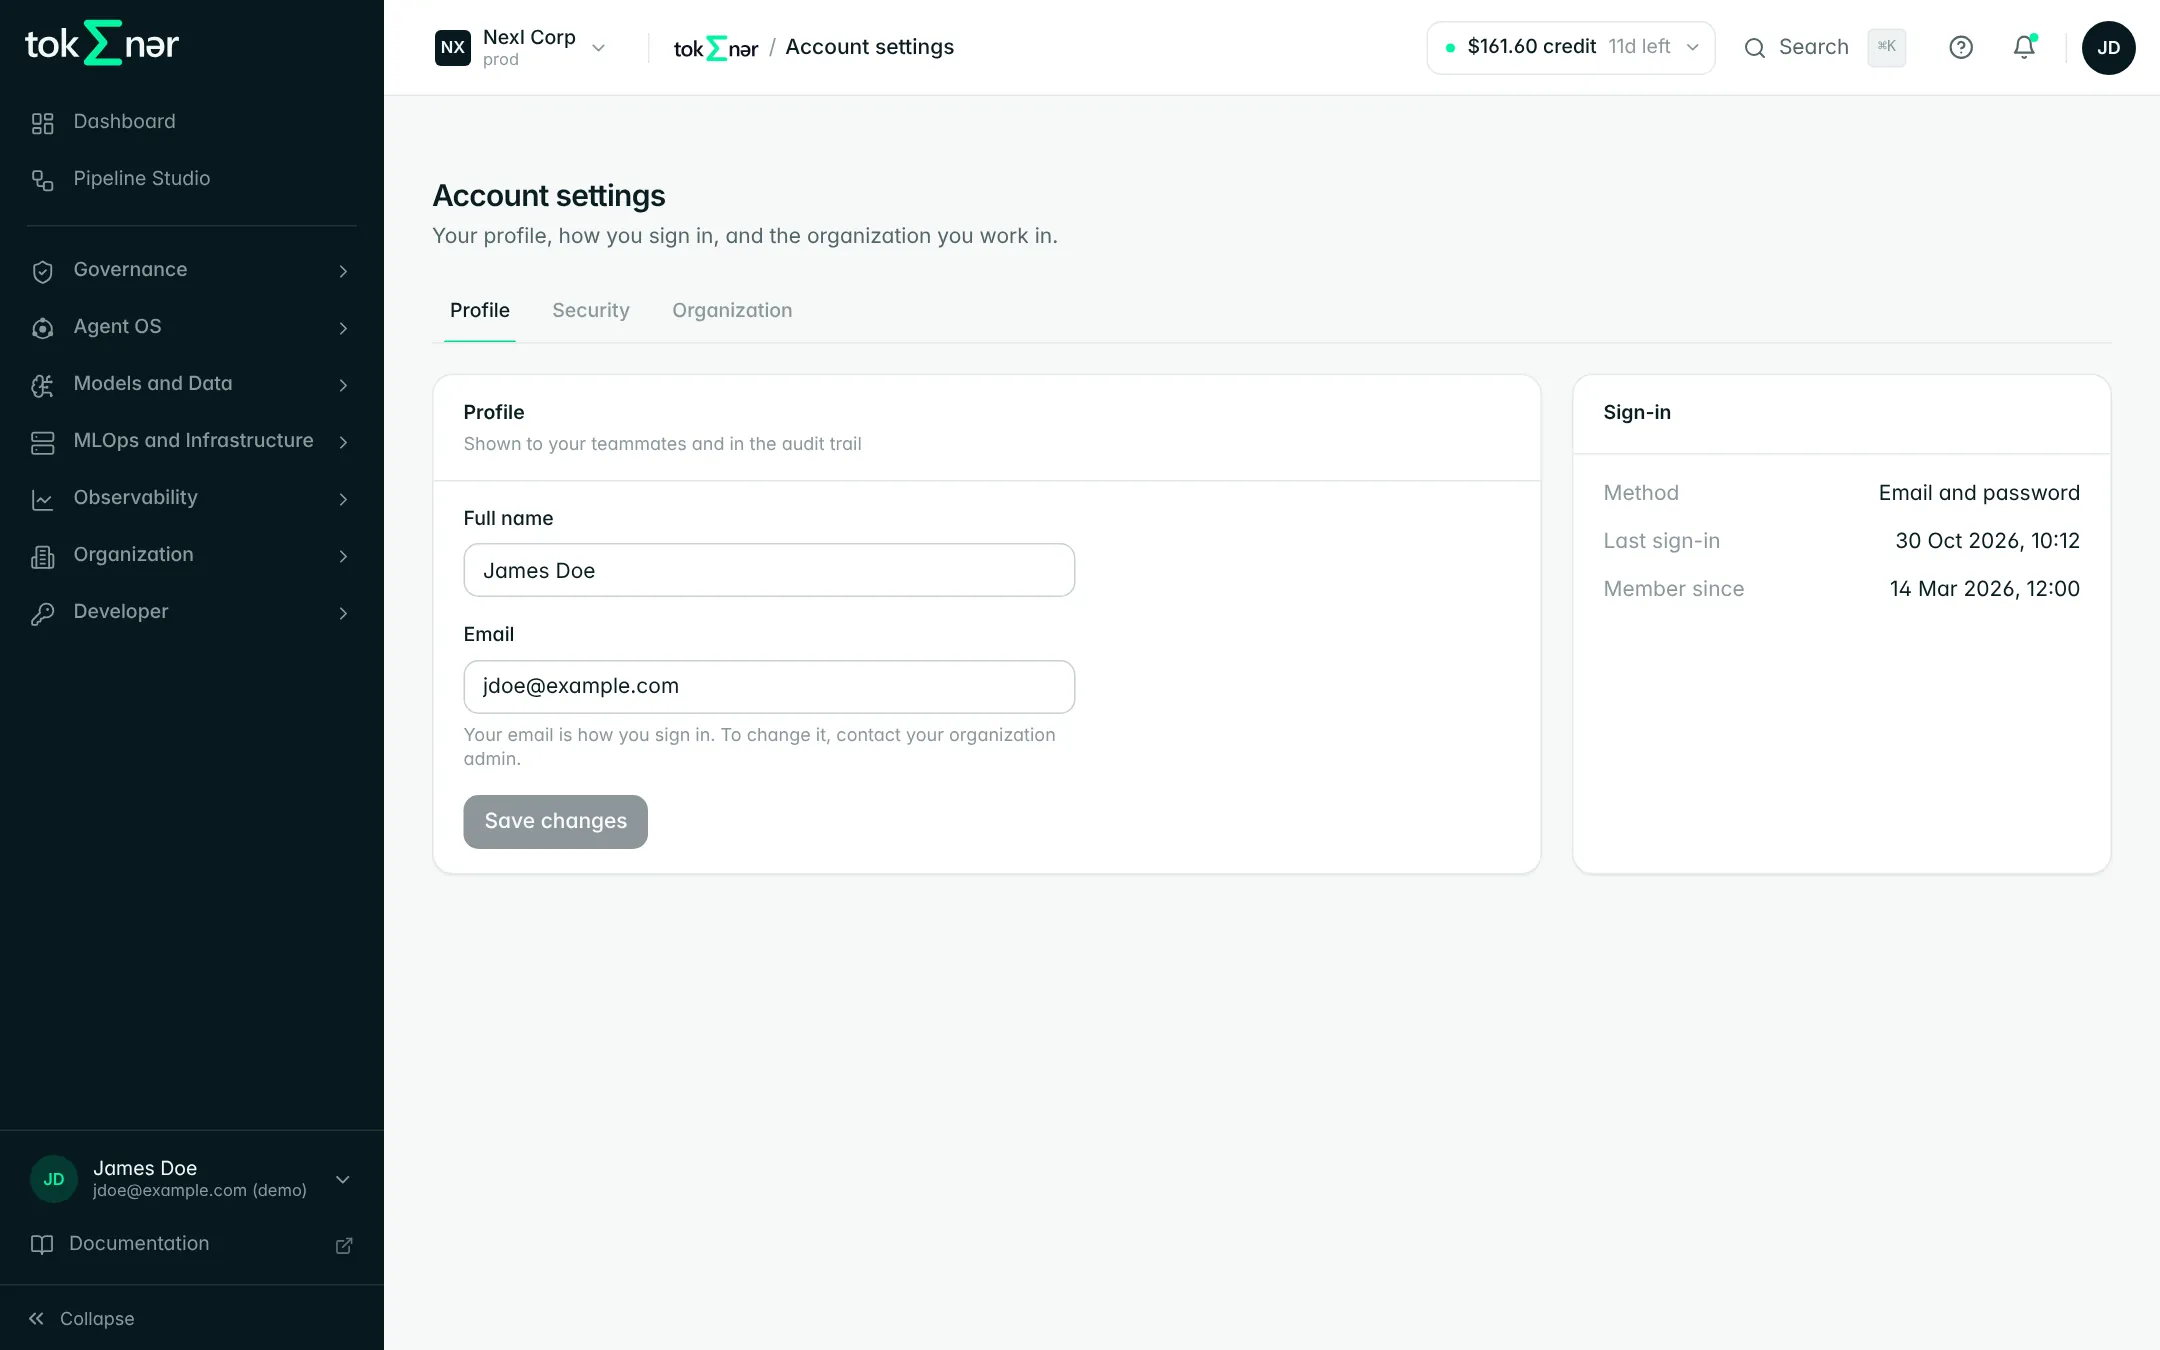 tokΣnər
Dashboard
Pipeline Studio
Governance
Agent OS
Models and Data
MLOps and Infrastructure
Observability
Organization
Developer
JD
James Doe
jdoe@example.com (demo)
Documentation
Collapse
NX
Nexl Corp
prod
tokΣnər / Account settings
$161.60 credit 11d left
Search ⌘K
JD
Account settings
Your profile, how you sign in, and the organization you work in.
Profile Security Organization
Profile
Shown to your teammates and in the audit trail
Full name
James Doe
Email
jdoe@example.com
Your email is how you sign in. To change it, contact your organization
admin.
Save changes
Sign-in
Method Email and password
Last sign-in 30 Oct 2026, 10:12
Member since 14 Mar 2026, 12:00